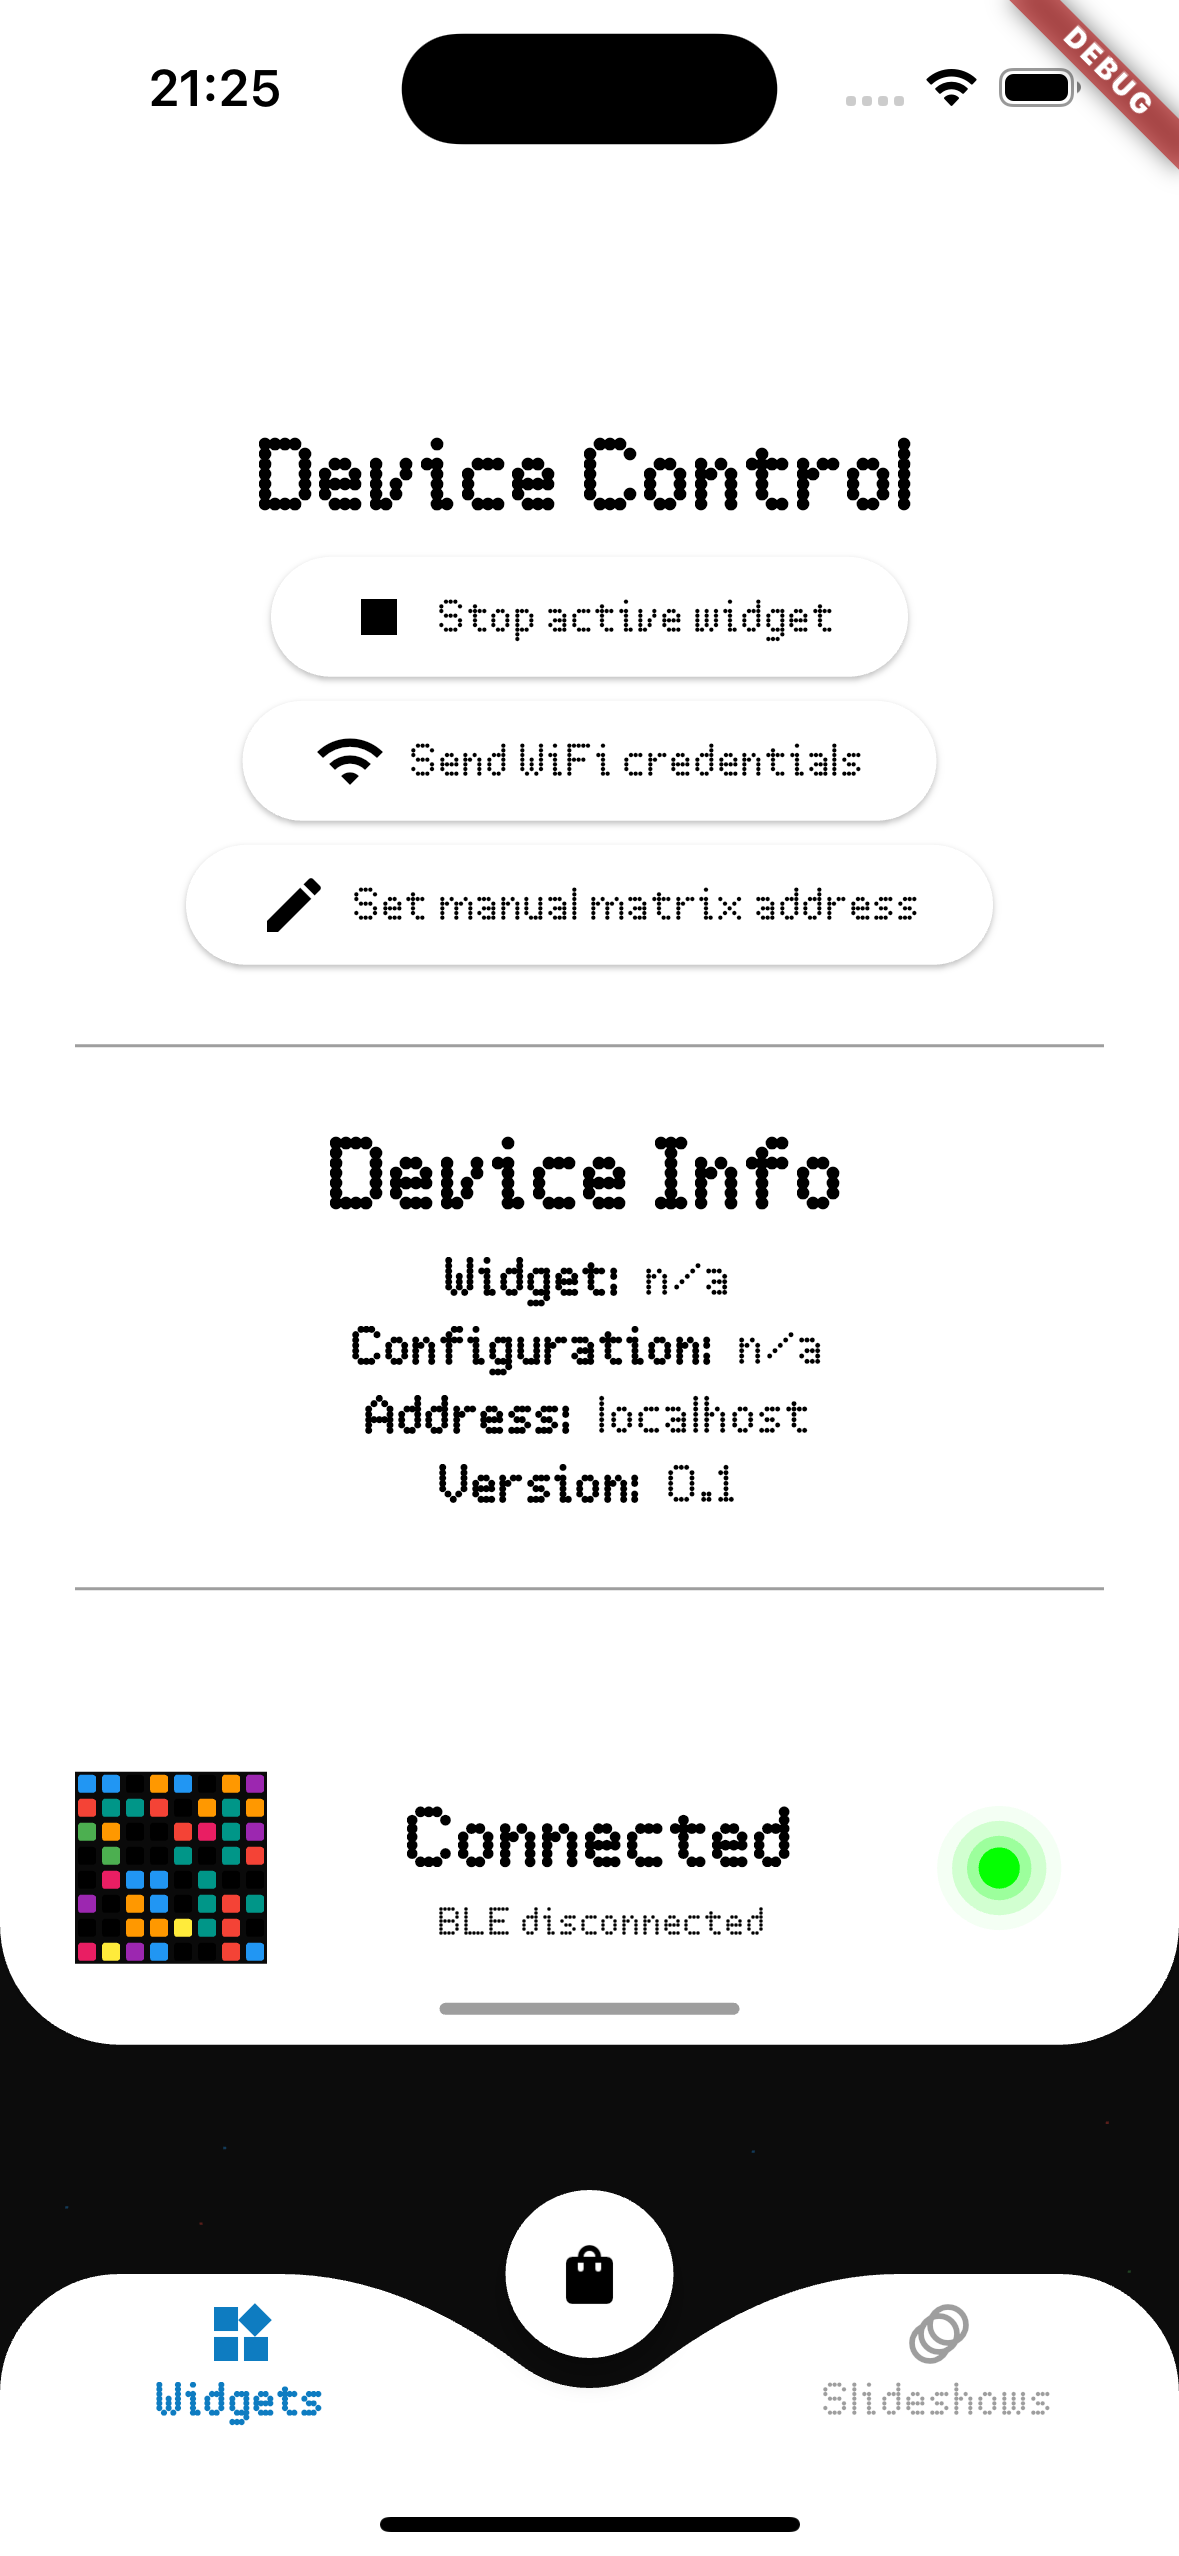 21:25
DEBUG
Device Control
Stop active widget
Send WiFi credentials
Set manual matrix address
Device Info
Widget: n/a
Configuration: n/a
Address: localhost
Version: 0.1
Connected
BLE disconnected
Widgets
Slideshows